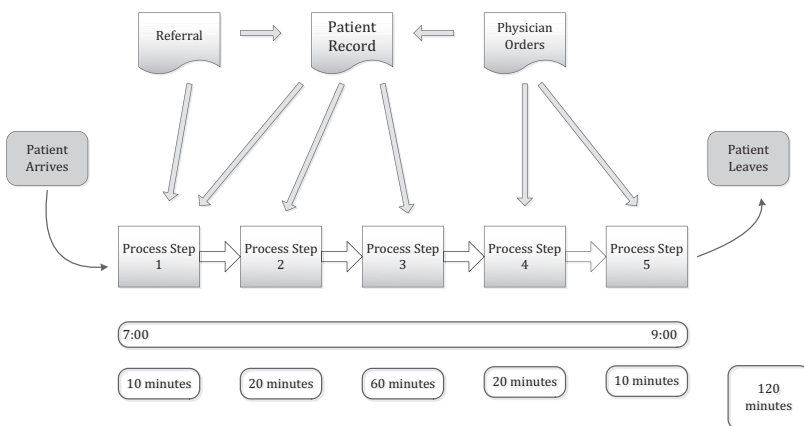 Referral
Patient
Record
Physician
Orders
Patient
Arrives
Patient
Leaves
Process Step
1
Process Step
2
Process Step
3
Process Step
4
Process Step
5
7:00
9:00
10 minutes
20 minutes
60 minutes
20 minutes
10 minutes
120
minutes